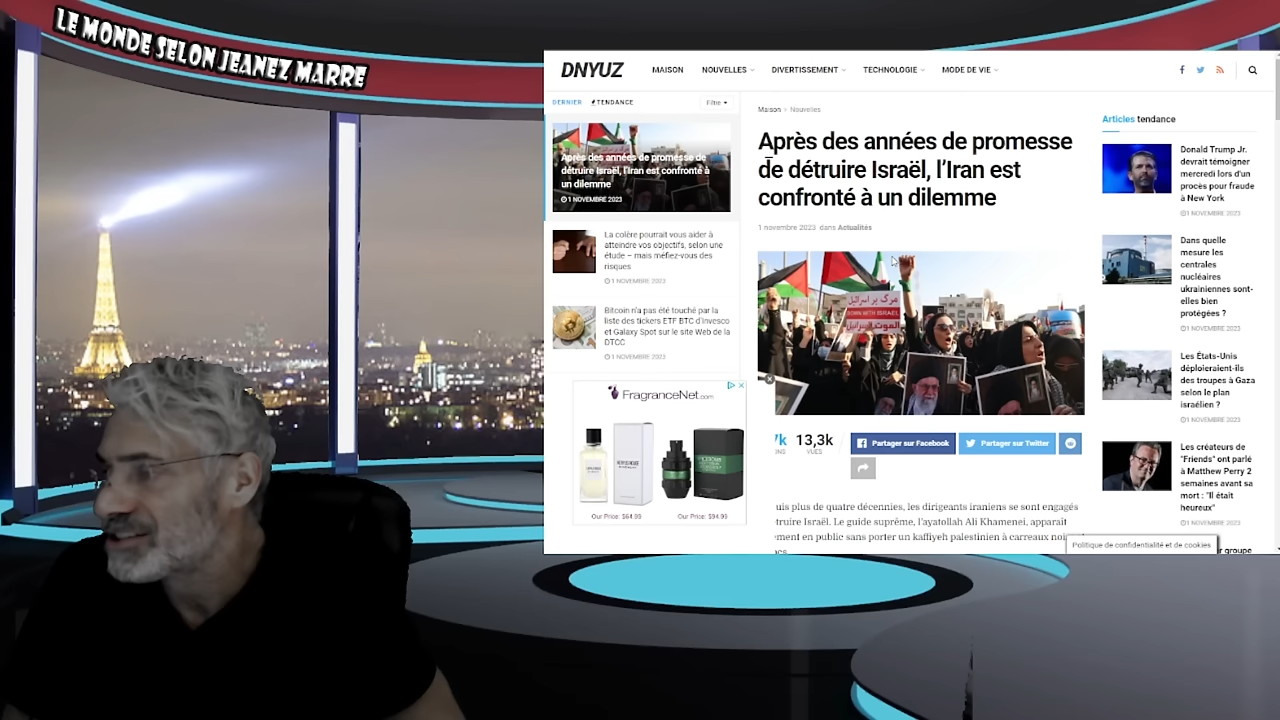 LE MONDE SELON JEANEZ MARRE
DNYUZ
MAISON
NOUVELLES
DIVERTISSEMENT
TECHNOLOGIE
MODE DE VIE
DERNIER
TENDANCE
Filtre
Après des années de promesse de
détruire Israël, l'Iran est confronté à
un dilemme
1 NOVEMBRE 2023
La colère pourrait vous aider à
atteindre vos objectifs, selon une
étude – mais méfiez-vous des
risques
1 NOVEMBRE 2023
Bitcoin n'a pas été touché par la
liste des tickers ETF BTC d'Invesco
et Galaxy Spot sur le site Web de la
DTCC
1 NOVEMBRE 2023
FragranceNet.com
Our Price: $64.99
Our Price: $94.99
Maison > Nouvelles
Après des années de promesse
de détruire Israël, l'Iran est
confronté à un dilemme
1 novembre 2023 dans Actualités
مرگ بر اسرائیل
DOWN WITH ISRAEL
الموت لاسرائيل
7k
13,3k
VUES
Partager sur Facebook
Partager sur Twitter
uis plus de quatre décennies, les dirigeants iraniens se sont engagés
truire Israël. Le guide suprême, l'ayatollah Ali Khamenei, apparaît
ement en public sans porter un kaffiyeh palestinien à carreaux noi
Articles tendance
Donald Trump Jr.
devrait témoigner
mercredi lors d'un
procès pour fraude
à New York
1 NOVEMBRE 2023
Dans quelle
mesure les
centrales
nucléaires
ukrainiennes sont-
elles bien
protégées ?
1 NOVEMBRE 2023
Les États-Unis
déploieraient-ils
des troupes à Gaza
selon le plan
israélien ?
1 NOVEMBRE 2023
Les créateurs de
"Friends" ont parlé
à Matthew Perry 2
semaines avant sa
mort : "Il était
heureux"
1 NOVEMBRE 2023
groupe
Politique de confidentialité et de cookies